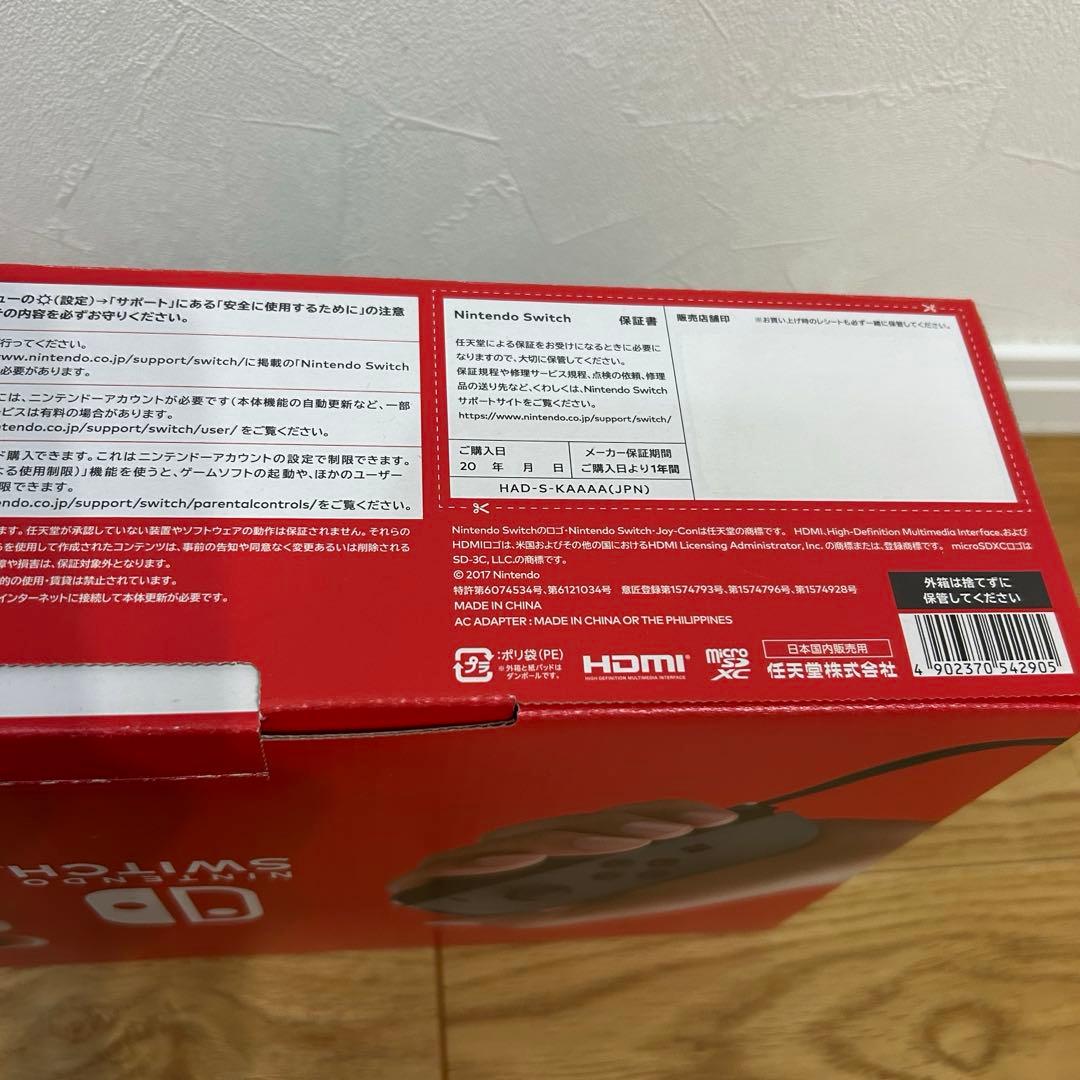 ューの(設定)→「サポート」にある「安全に使用するために」の注意
の内容を必ずお守りください。
行ってください。
www.nintendo.co.jp/support/switch/に掲載の「Nintendo Switch
必要があります。
には、ニンテンドーアカウントが必要です(本体機能の自動更新など、一部
ービスは有料の場合があります。
ntendo.co.jp/support/switch/user/ をご覧ください。
購入できます。これはニンテンドーアカウントの設定で制限できます。
る使用制限)」機能を使うと、ゲームソフトの起動や、ほかのユーザー
限できます。
endo.co.jp/support/switch/parentalcontrols/をご覧ください。
ます。任天堂が承認していない装置やソフトウェアの動作は保証されません。それらの
を使用して作成されたコンテンツは、事前の告知や同意なく変更あるいは削除される
障や損害は、保証対象外となります。
的の使用・賃貸は禁止されています。
インターネットに接続して本体更新が必要です。
Nintendo Switch 保証書
任天堂による保証をお受けになるときに必要に
なりますので、大切に保管してください。
保証規程や修理サービス規程、点検の依頼、修理
品の送り先など、くわしくは、Nintendo Switch
サポートサイトをご覧ください。
https://www.nintendo.co.jp/support/switch/
ご購入日
20 年 月 日
メーカー保証期間
ご購入日より1年間
HAD-S-KAAAA(JPN)
販売店舗印 ※お買い上げ時のレシートも必ず一緒に保管してください。
Nintendo Switchのロゴ・Nintendo Switch・Joy-Conは任天堂の商標です。 HDMI、High-Definition Multimedia Interface、および
HDMIロゴは、米国およびその他の国におけるHDMI Licensing Administrator, Inc. の商標または、登録商標です。 microSDXCロゴは
SD-3C, LLC.の商標です。
© 2017 Nintendo
特許第6074534号、第6121034号 意匠登録第1574793号、第1574796号、第1574928号
MADE IN CHINA
AC ADAPTER : MADE IN CHINA OR THE PHILIPPINES
プラ
:ポリ袋(PE)
※外箱と紙パッドは
ダンボールです。
HDMI
HIGH DEFINITION MULTIMEDIA INTERFACE
micro
SD
XC
日本国内販売用
任天堂株式会社
外箱は捨てずに
保管してください
4 902370 542905
NINTENDO
SWITCH